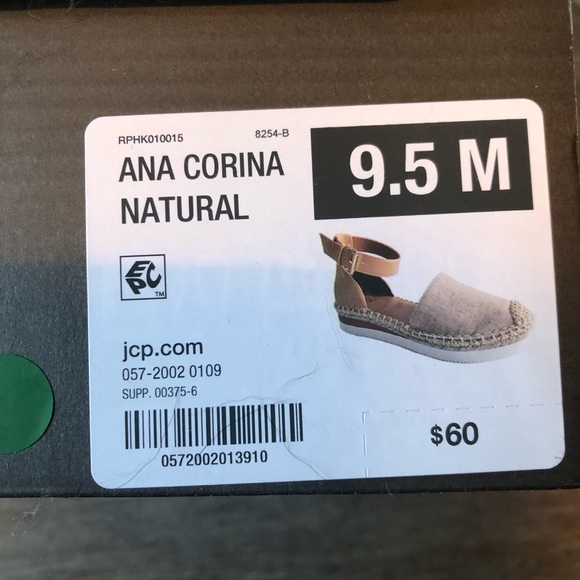 RPHK010015 8254-B
ANA CORINA
NATURAL
9.5 M
EPC
TM
jcp.com
057-2002 0109
SUPP. 00375-6
0572002013910
$60